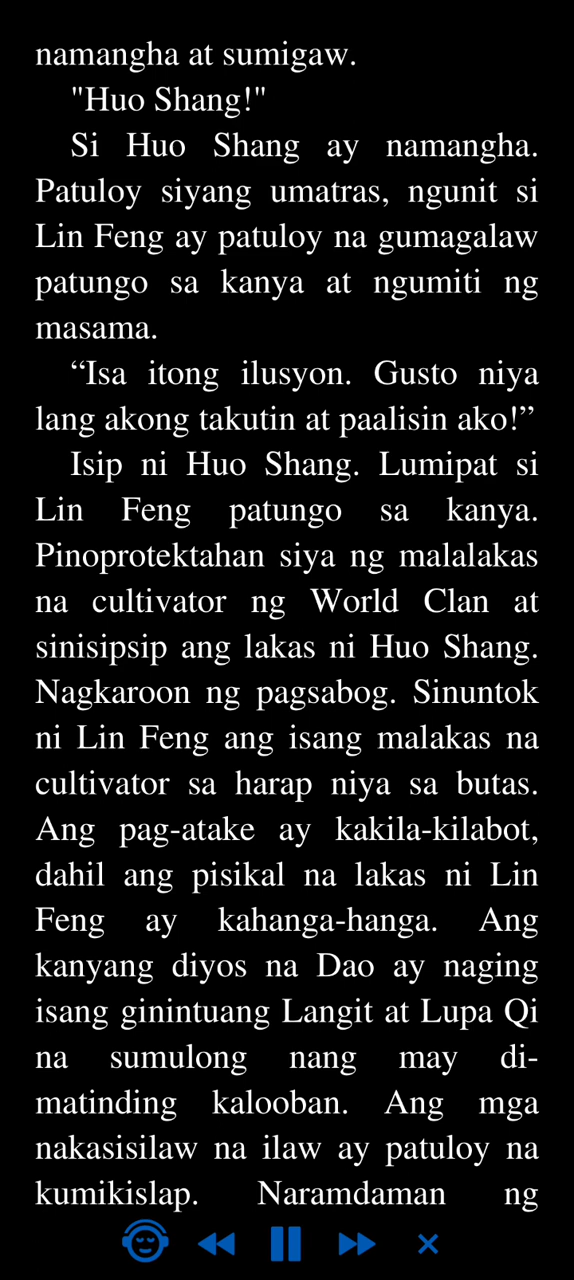 namangha at sumigaw.
"Huo Shang!"
Si Huo Shang ay namangha.
Patuloy siyang umatras, ngunit si
Lin Feng ay patuloy na gumagalaw
patungo sa kanya at ngumiti ng
masama.
“Isa itong ilusyon. Gusto niya
lang akong takutin at paalisin ako!”
Isip ni Huo Shang. Lumipat si
Lin Feng patungo sa kanya.
Pinoprotektahan siya ng malalakas
na cultivator ng World Clan at
sinisipsip ang lakas ni Huo Shang.
Nagkaroon ng pagsabog. Sinuntok
ni Lin Feng ang isang malakas na
cultivator sa harap niya sa butas.
Ang pag-atake ay kakila-kilabot,
dahil ang pisikal na lakas ni Lin
Feng ay kahanga-hanga. Ang
kanyang diyos na Dao ay naging
isang ginintuang Langit at Lupa Qi
na sumulong nang may di-
matinding kalooban. Ang mga
nakasisilaw na ilaw ay patuloy na
kumikislap. Naramdaman ng